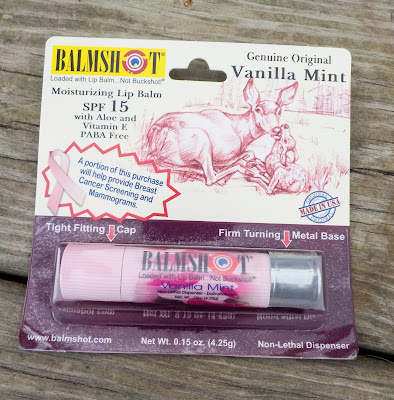 BALMSHOT®
Loaded with Lip Balm...Not Buckshot!®
Moisturizing Lip Balm
SPF 15
with Aloe and
Vitamin E
PABA Free
Genuine Original
Vanilla Mint
A portion of this purchase
will help provide Breast
Cancer Screening and
Mammograms.
MADE IN USA
Tight Fitting Cap
Firm Turning Metal Base
BALMSHOT
Loaded with Lip Balm...Not Buckshot!
Vanilla Mint
Non-Lethal Dispenser
www.balmshot.com
Net Wt. 0.15 oz. (4.25g)
Non-Lethal Dispenser